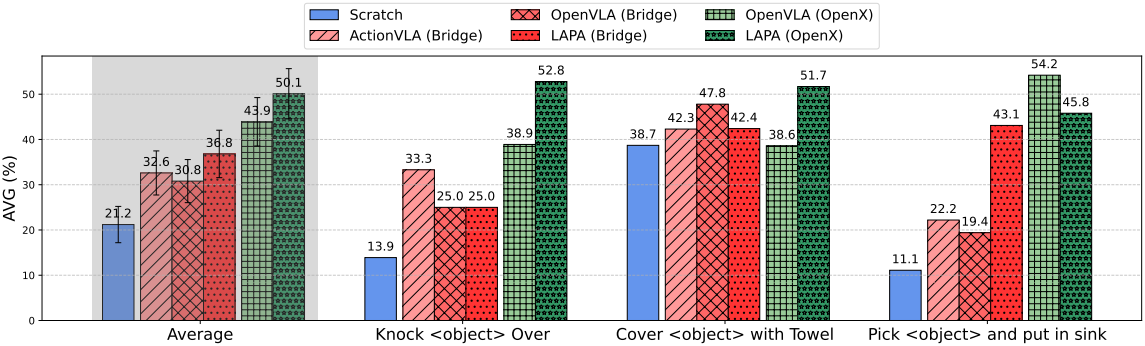 Scratch
ActionVLA (Bridge)
OpenVLA (Bridge)
LAPA (Bridge)
OpenVLA (OpenX)
LAPA (OpenX)
AVG (%)
50
40
30
20
10
0
21.2
32.6
30.8
36.8
43.9
50.1
13.9
33.3
25.0
25.0
38.9
52.8
38.7
42.3
47.8
42.4
38.6
51.7
11.1
22.2
19.4
43.1
54.2
45.8
Average
Knock <object> Over
Cover <object> with Towel
Pick <object> and put in sink